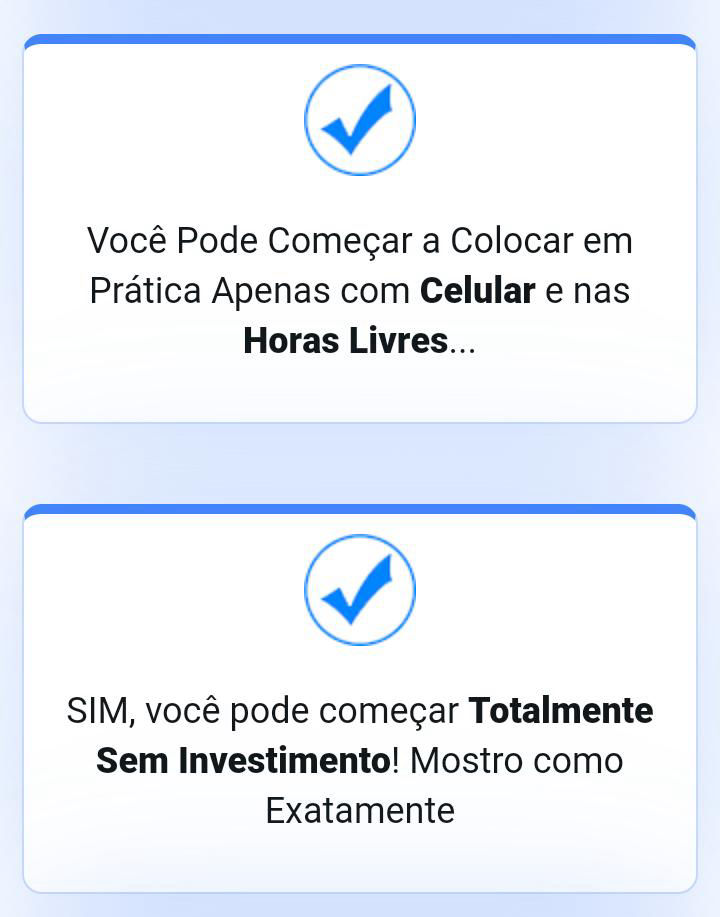 Você Pode Começar a Colocar em
Prática Apenas com Celular e nas
Horas Livres...
SIM, você pode começar Totalmente
Sem Investimento! Mostro como
Exatamente